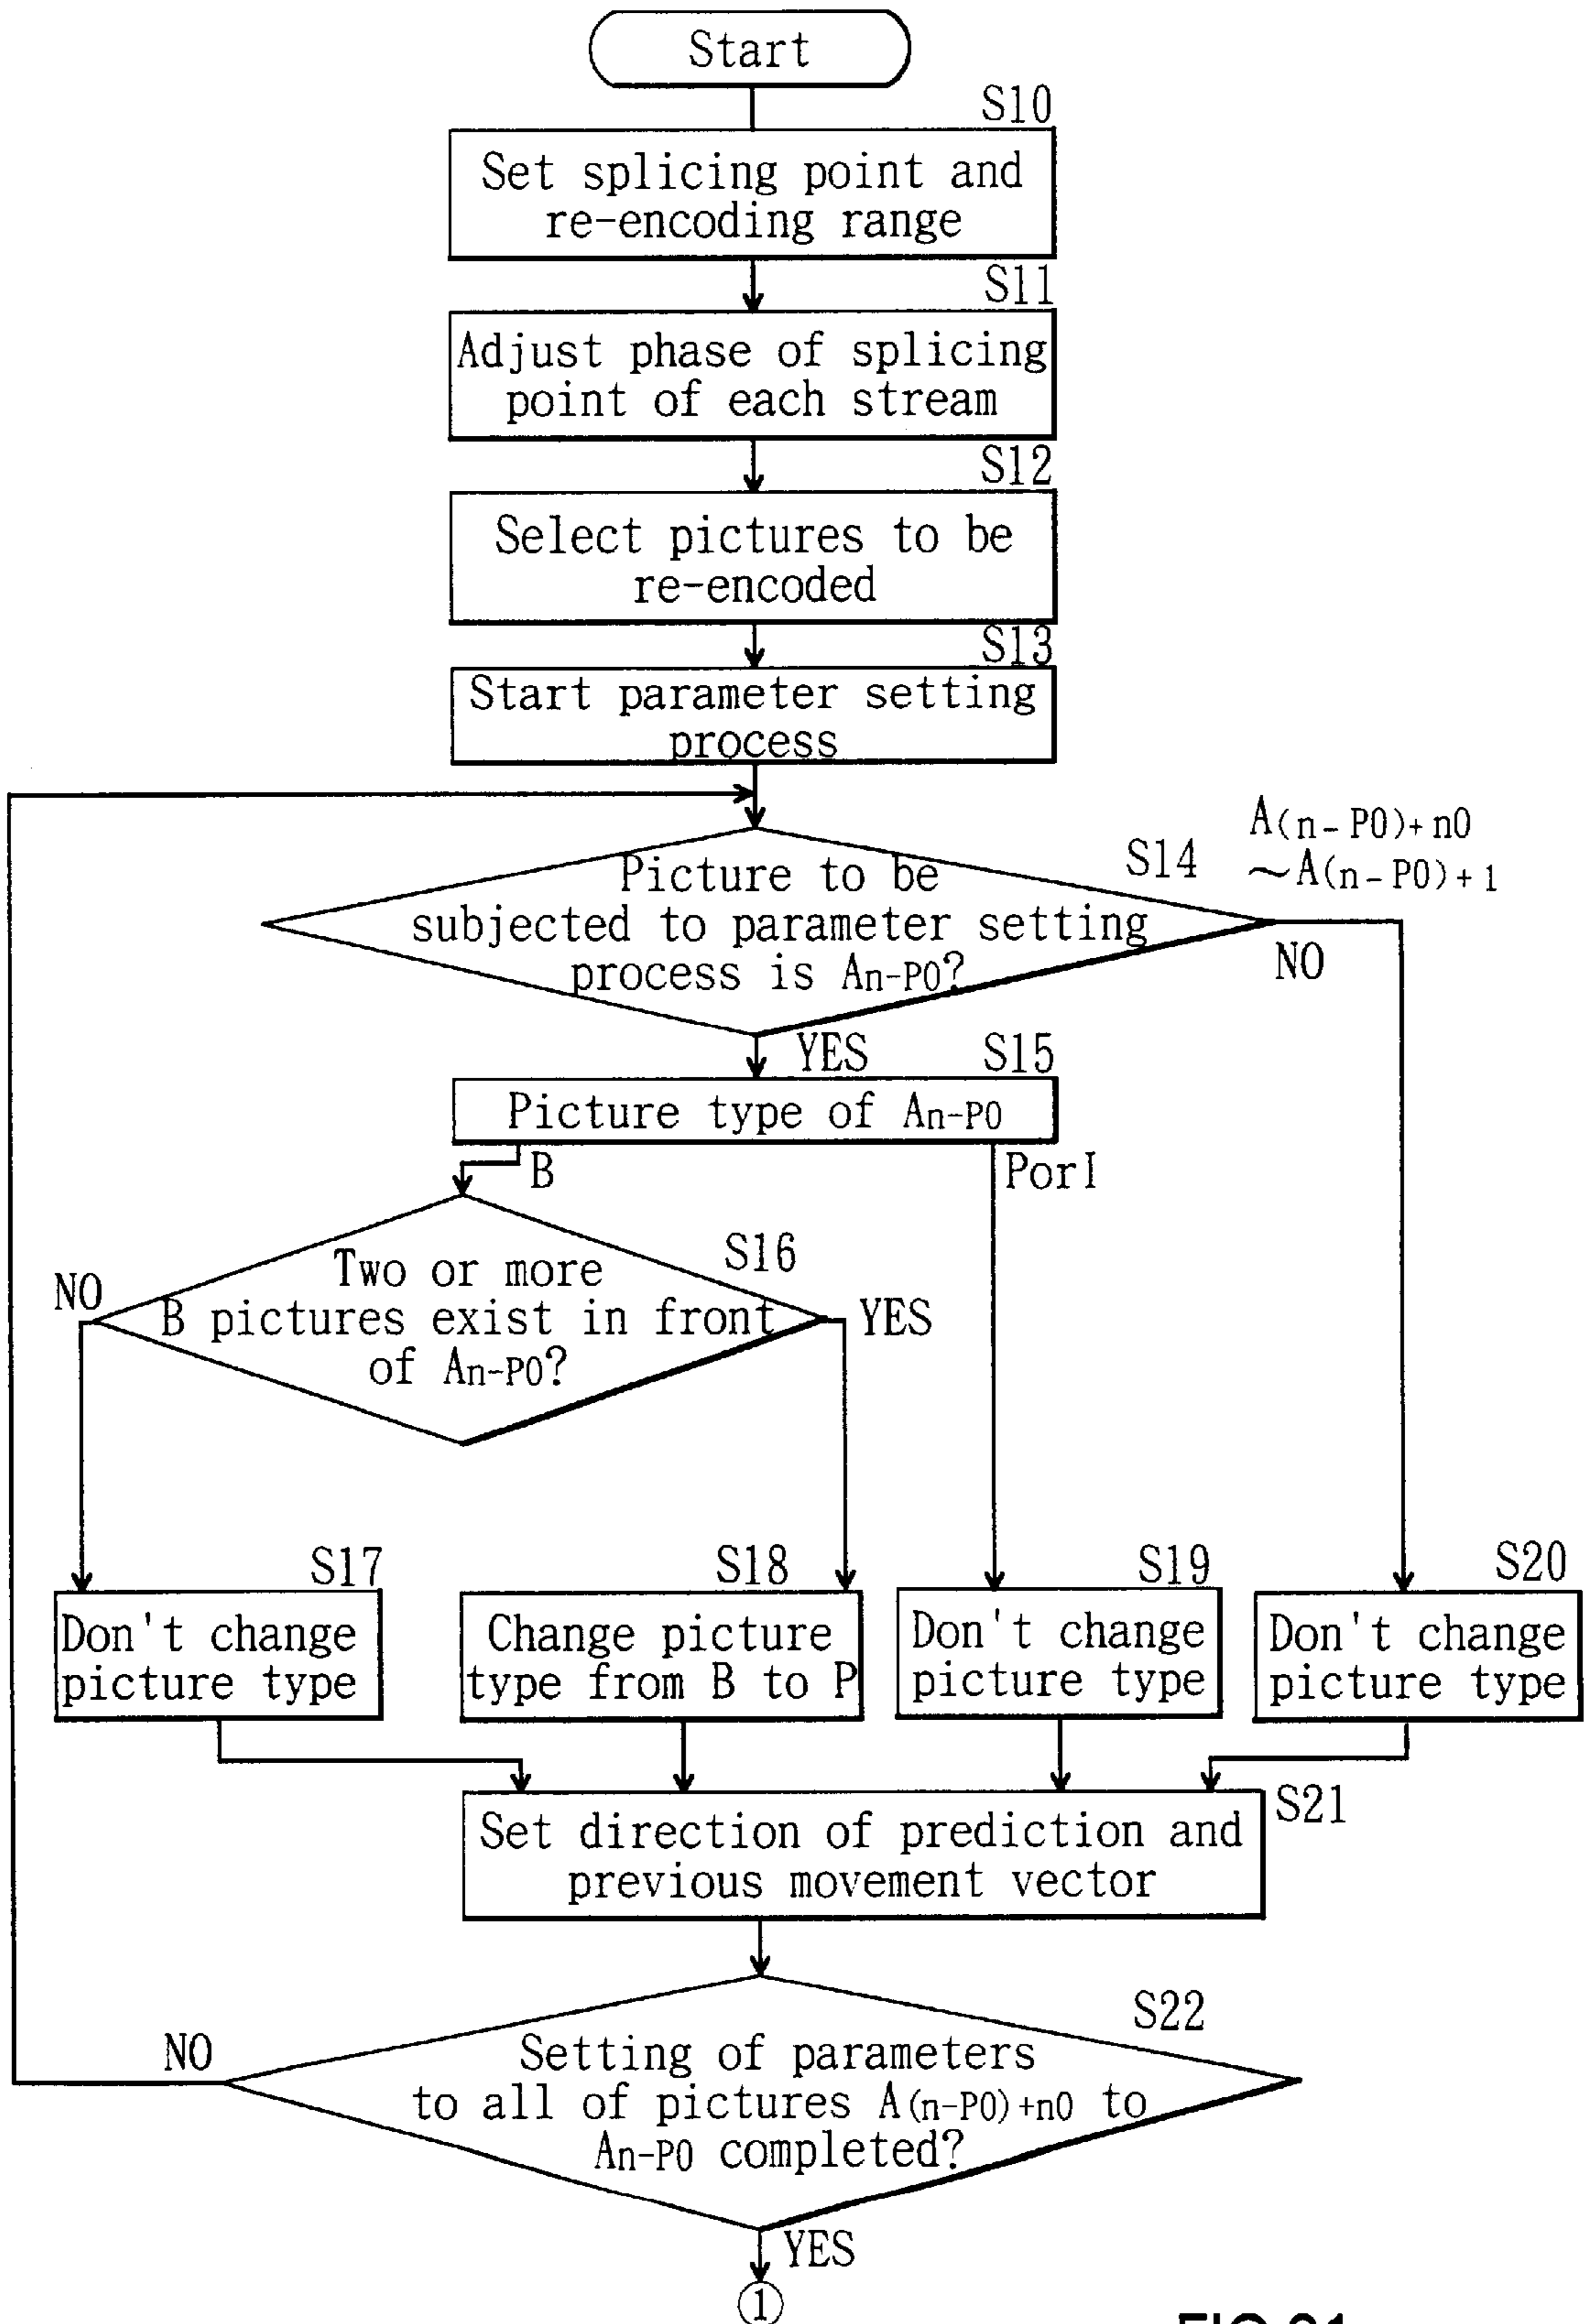 Start
S10
Set splicing point and
re-encoding range
S11
Adjust phase of splicing
point of each stream
S12
Select pictures to be
re-encoded
S13
Start parameter setting
process
A(n-P0)+n0
S14
~A(n-P0)+1
Picture to be
subjected to parameter setting
process is An-P0?
NO
YES
S15
Picture type of An-P0
B
PorI
S16
Two or more
B pictures exist in front
of An-P0?
NO
YES
S17
Don't change
picture type
S18
Change picture
type from B to P
S19
Don't change
picture type
S20
Don't change
picture type
S21
Set direction of prediction and
previous movement vector
S22
Setting of parameters
to all of pictures A(n-P0)+n0 to
An-P0 completed?
NO
YES
①